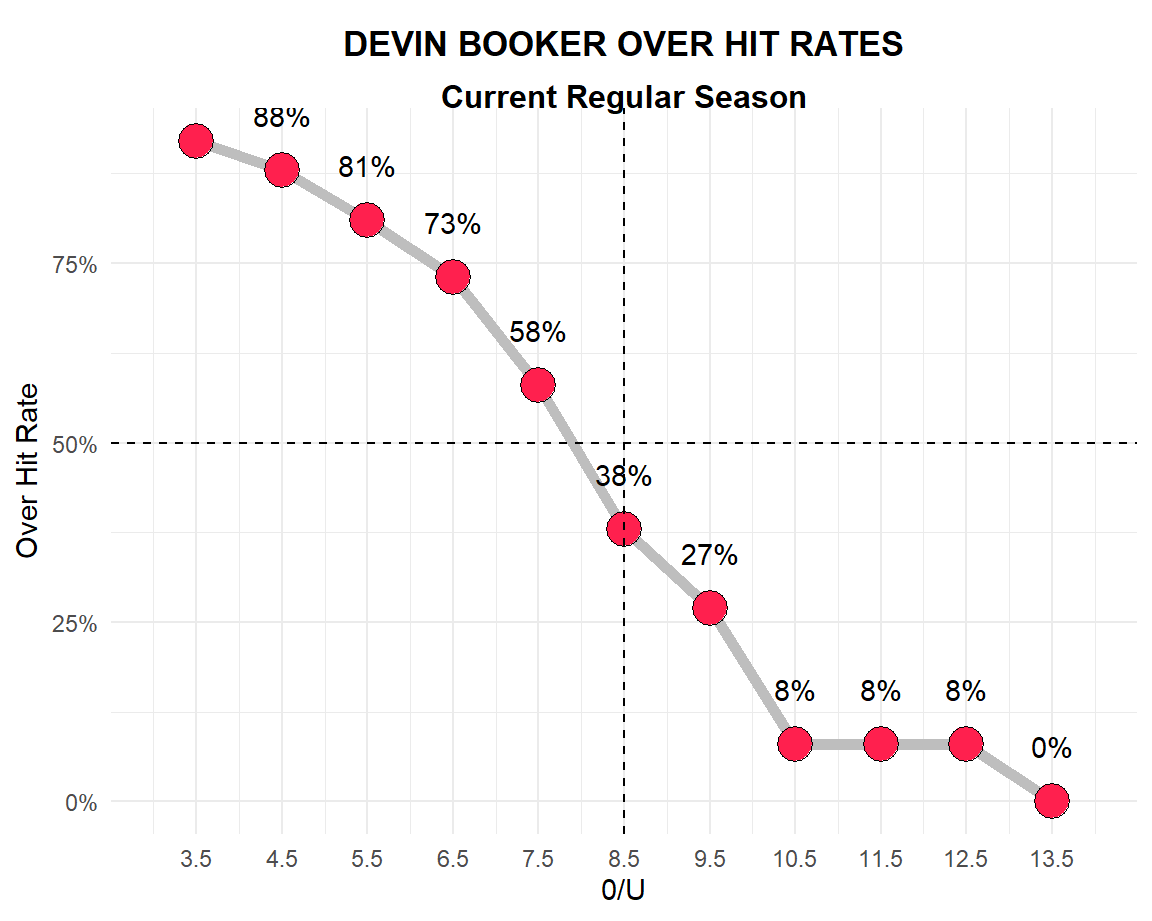 DEVIN BOOKER OVER HIT RATES
Current Regular Season
88%
81%
73%
58%
38%
27%
8%
8%
8%
0%
75%
50%
25%
0%
Over Hit Rate
3.5 4.5 5.5 6.5 7.5 8.5 9.5 10.5 11.5 12.5 13.5
0/U